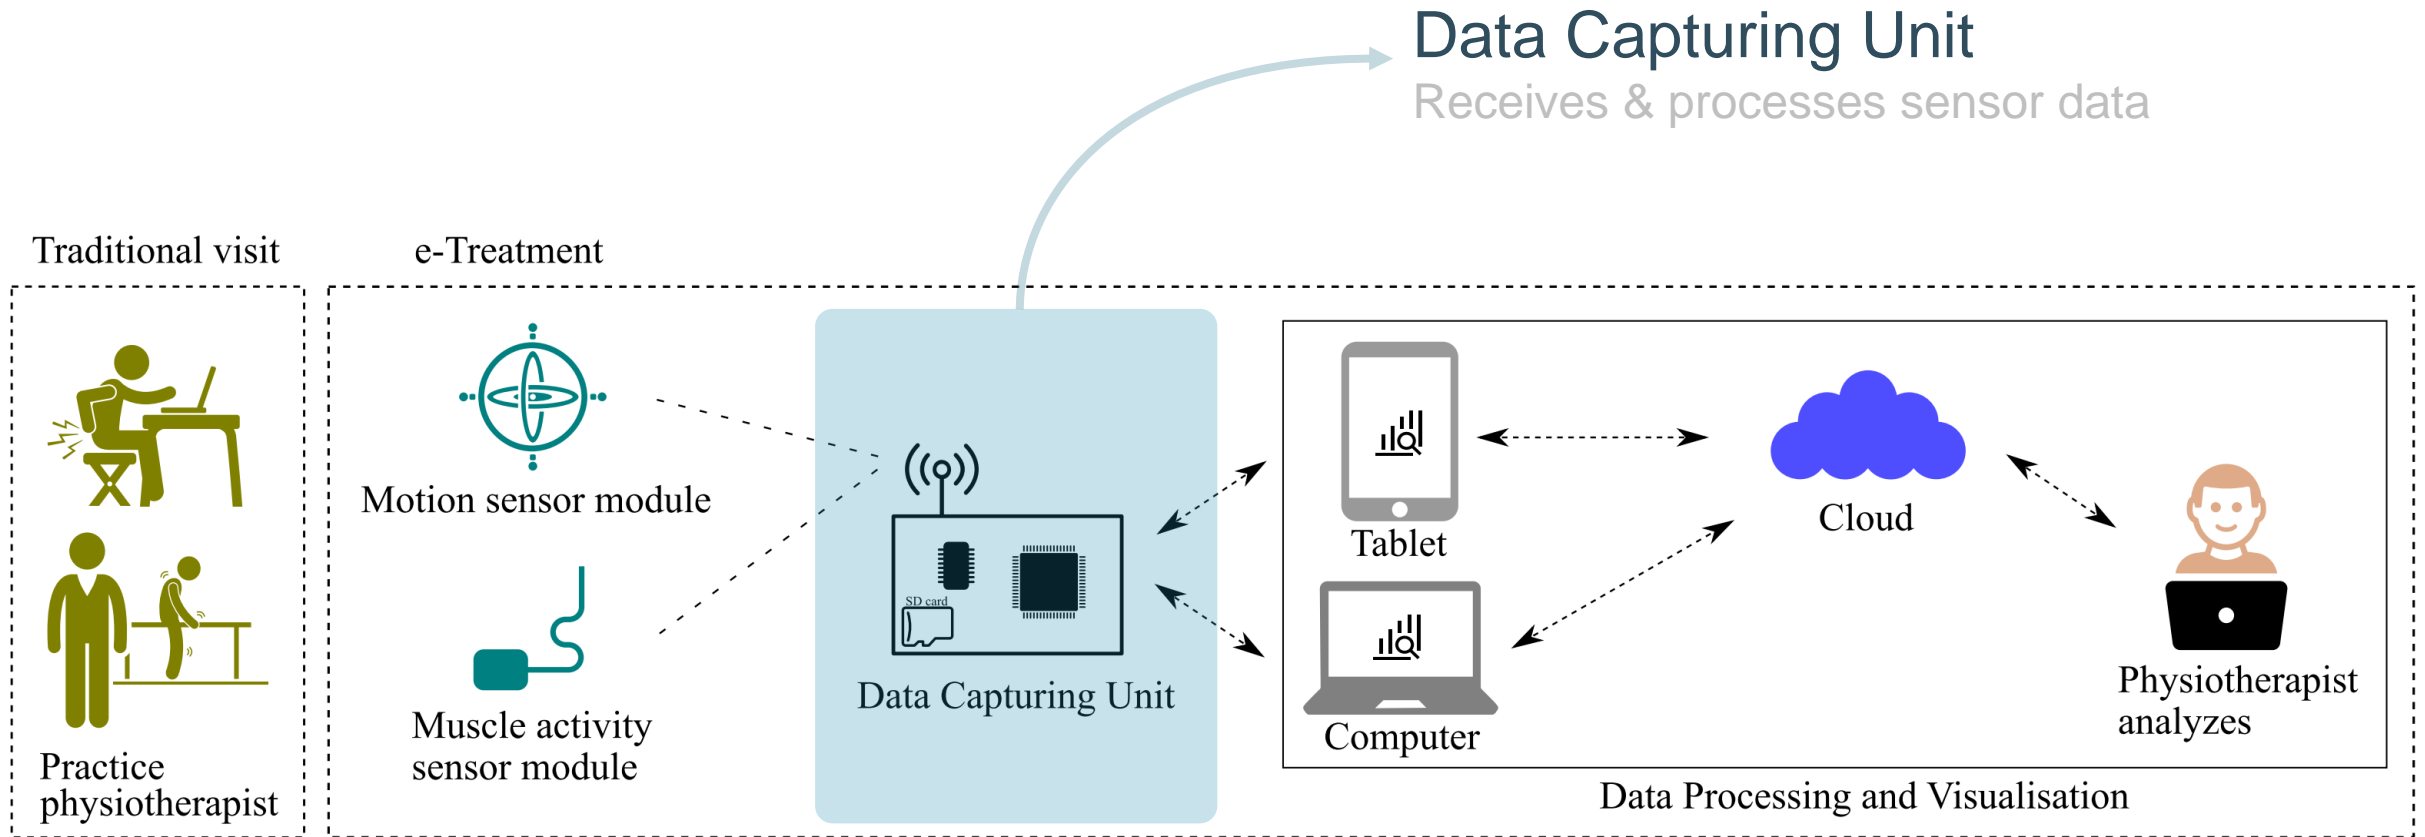 Data Capturing Unit
Receives & processes sensor data
Traditional visit
e-Treatment
Motion sensor module
Muscle activity
sensor module
Practice
physiotherapist
SD card
Data Capturing Unit
Tablet
Computer
Cloud
Physiotherapist
analyzes
Data Processing and Visualisation